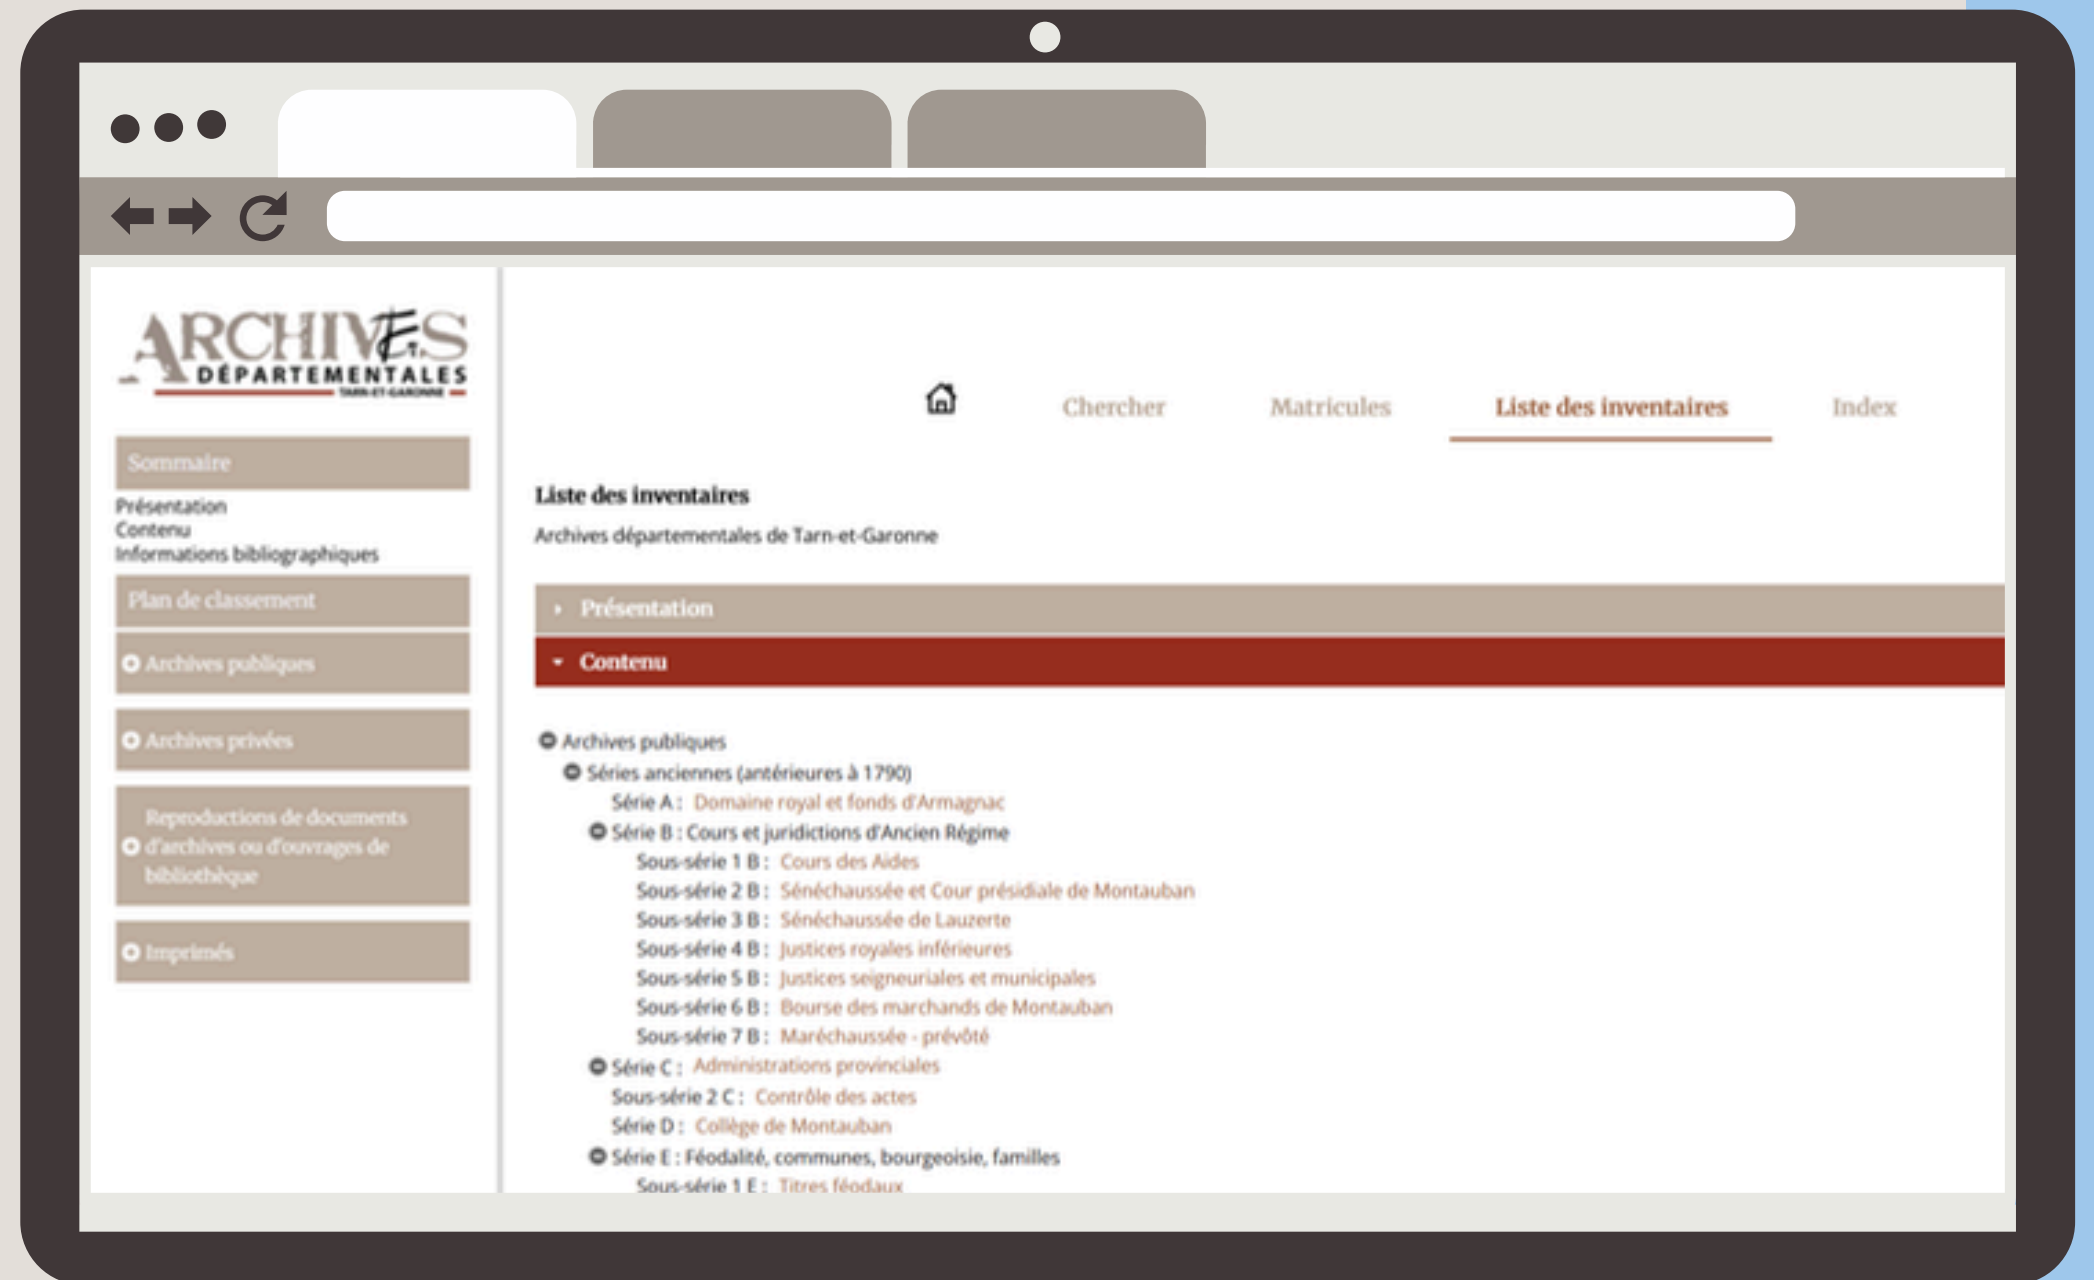 ARCHIVES
DÉPARTEMENTALES
TARN-ET-GARONNE
Sommaire
Présentation
Contenu
Informations bibliographiques
Plan de classement
Archives publiques
Archives privées
Reproductions de documents
d'archives ou d'ouvrages de
bibliothèque
Imprimés
Chercher
Matricules
Liste des inventaires
Index
Liste des inventaires
Archives départementales de Tarn-et-Garonne
Présentation
Contenu
Archives publiques
Séries anciennes (antérieures à 1790)
Série A : Domaine royal et fonds d'Armagnac
Série B : Cours et juridictions d'Ancien Régime
Sous-série 1 B : Cours des Aides
Sous-série 2 B : Sénéchaussée et Cour présidiale de Montauban
Sous-série 3 B : Sénéchaussée de Lauzerte
Sous-série 4 B : Justices royales inférieures
Sous-série 5 B : Justices seigneuriales et municipales
Sous-série 6 B : Bourse des marchands de Montauban
Sous-série 7 B : Maréchaussée - prévôté
Série C : Administrations provinciales
Sous-série 2 C : Contrôle des actes
Série D : Collège de Montauban
Série E : Féodalité, communes, bourgeoisie, familles
Sous-série 1 E : Titres féodaux